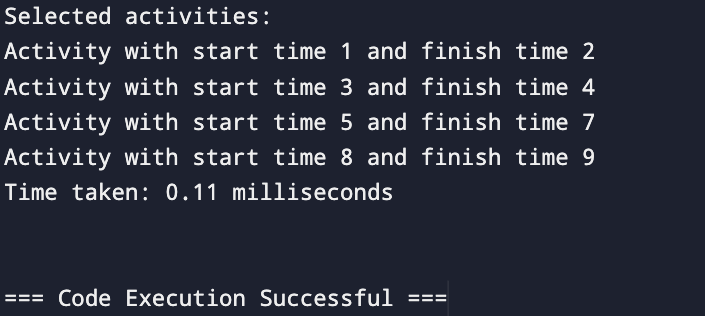 Selected activities:
Activity with start time 1 and finish time 2
Activity with start time 3 and finish time 4
Activity with start time 5 and finish time 7
Activity with start time 8 and finish time 9
Time taken: 0.11 milliseconds
=== Code Execution Successful ===